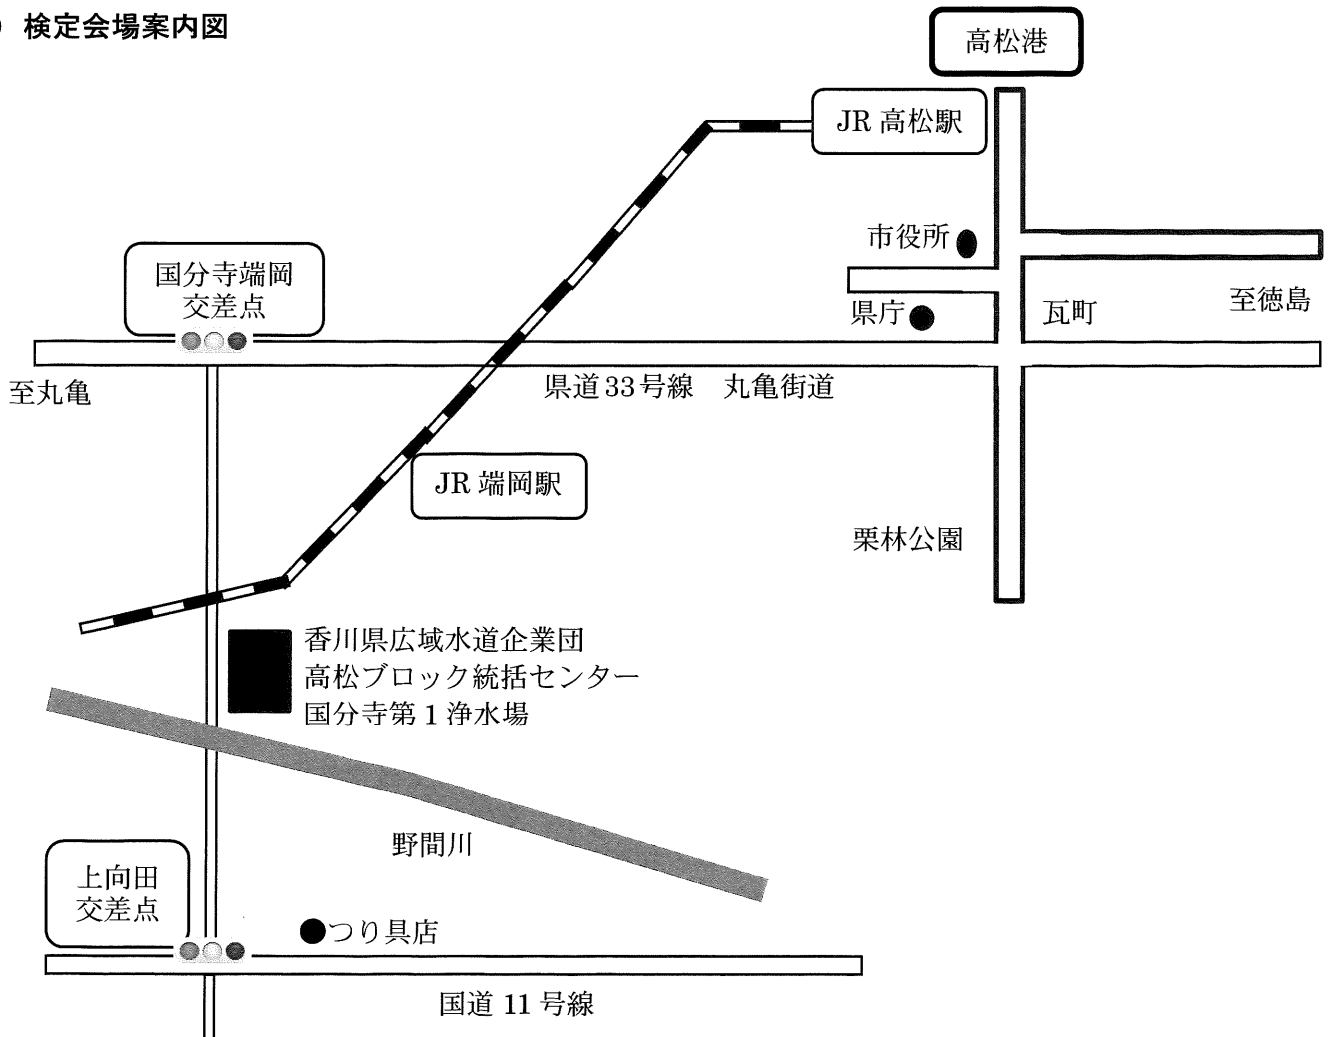 検定会場案内図
高松港
JR 高松駅
市役所
国分寺端岡
交差点
県庁
瓦町
至徳島
至丸亀
県道33号線 丸亀街道
JR 端岡駅
栗林公園
香川県広域水道企業団
高松ブロック統括センター
国分寺第1浄水場
野間川
上向田
交差点
つり具店
国道 11 号線